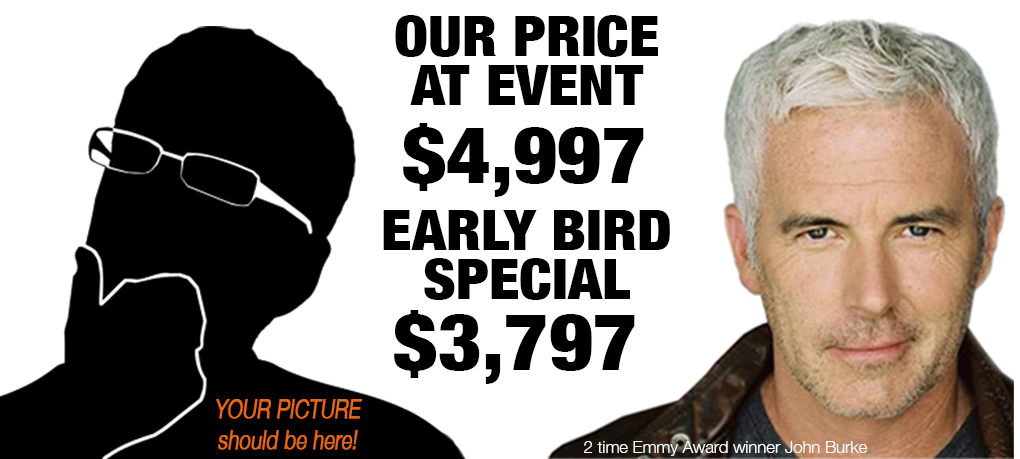 OUR PRICE
AT EVENT
$4,997
EARLY BIRD
SPECIAL
$3,797
YOUR PICTURE
should be here!
2 time Emmy Award winner John Burke